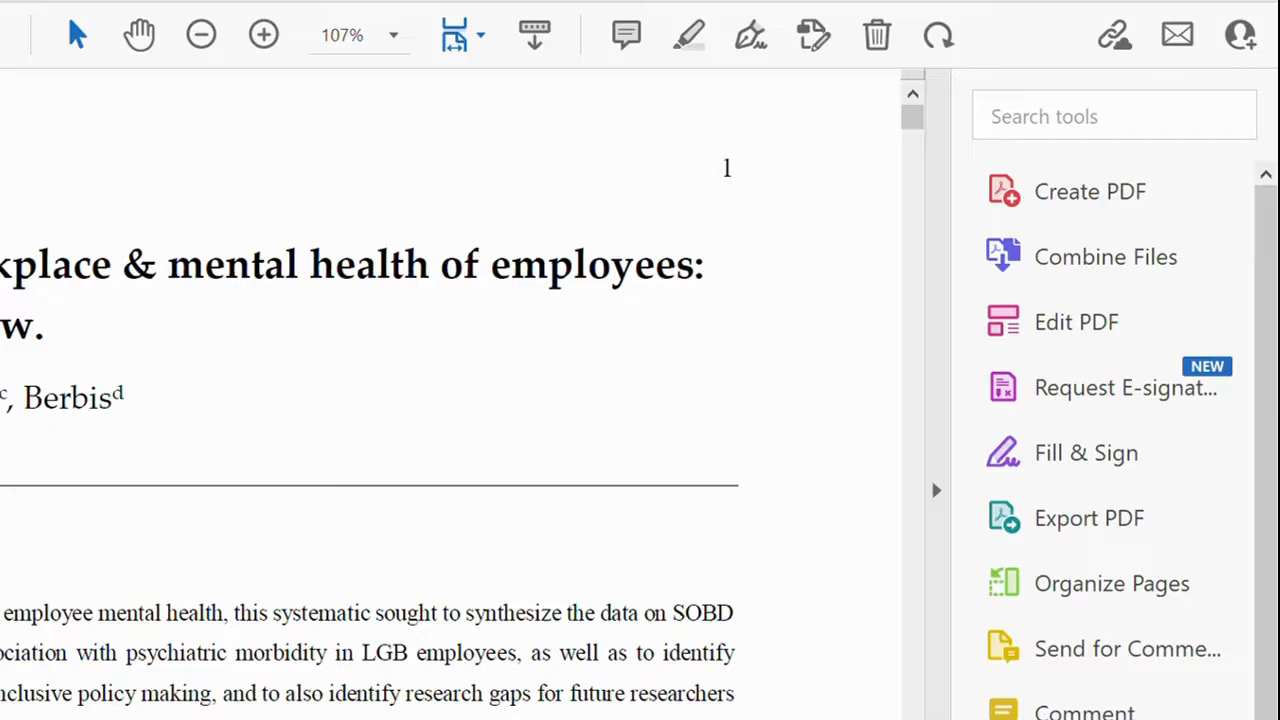 107%
Search tools
1
Create PDF
kplace & mental health of employees:
Combine Files
w.
Edit PDF
NEW
Request E-signat...
c, Berbisd
Fill & Sign
Export PDF
Organize Pages
employee mental health, this systematic sought to synthesize the data on SOBD
Send for Comme...
ociation with psychiatric morbidity in LGB employees, as well as to identify
nclusive policy making, and to also identify research gaps for future researchers
Comment